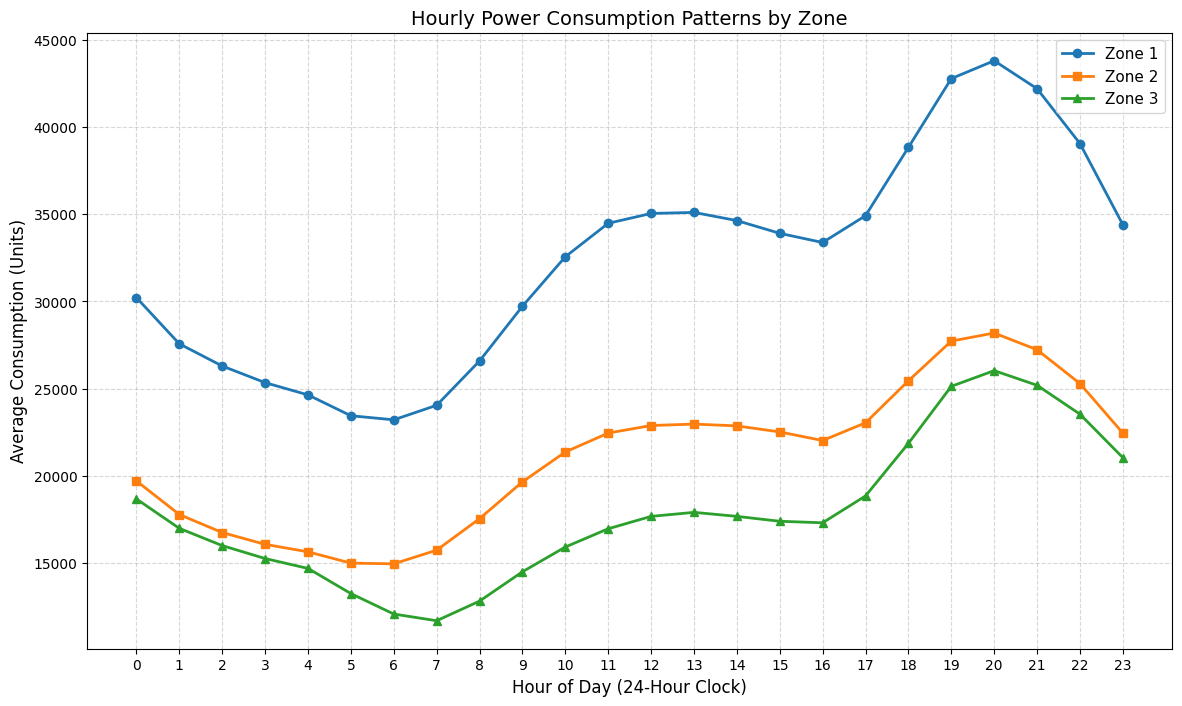 Hourly Power Consumption Patterns by Zone
45000
40000
35000
30000
25000
20000
15000
Average Consumption (Units)
Zone 1
Zone 2
Zone 3
0 1 2 3 4 5 6 7 8 9 10 11 12 13 14 15 16 17 18 19 20 21 22 23
Hour of Day (24-Hour Clock)